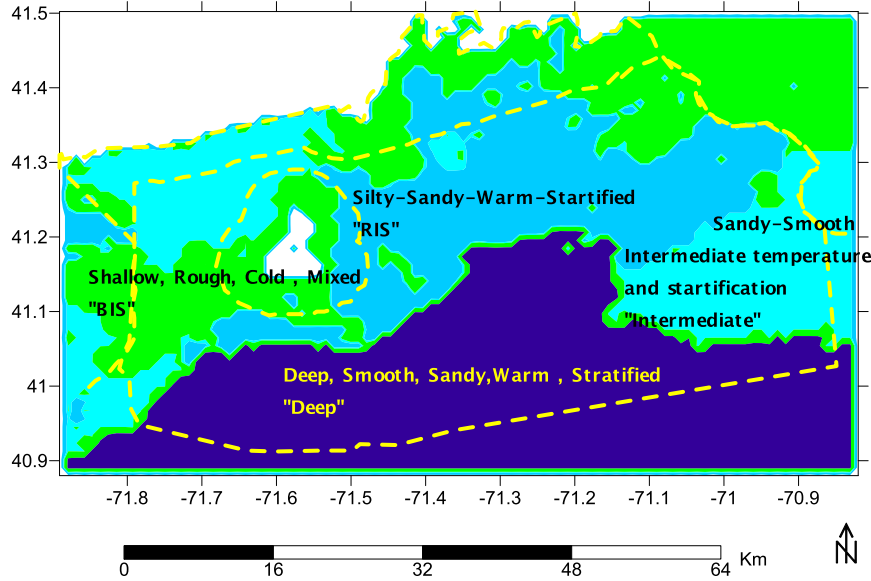 41.5
41.4
41.3
Silty-Sandy-Warm-Startified
"RIS"
Sandy-Smooth
41.2
Intermediate temperature
Shallow, Rough, Cold , Mixed
and startification
41.1
"BIS"
"Intermediate"
41
Deep, Smooth, Sandy,Warm , Stratified
"Deep"
40.9
-71.8 -71.7 -71.6 -71.5 -71.4 -71.3 -71.2 -71.1 -71 -70.9
0 16 32 48 64 Km
N